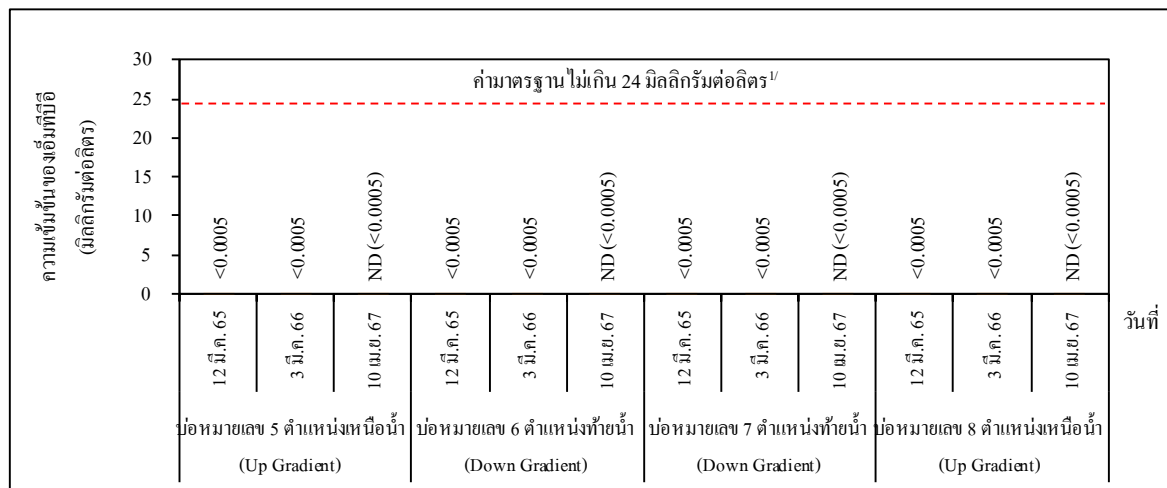 ความเข้มข้นของเอ็มทีบีอี
(มิลลิกรัมต่อลิตร)
30
25
20
15
10
5
0
ค่ามาตรฐานไม่เกิน 24 มิลลิกรัมต่อลิตร1/
<0.0005
<0.0005
ND (<0.0005)
<0.0005
<0.0005
ND (<0.0005)
<0.0005
<0.0005
ND (<0.0005)
<0.0005
<0.0005
ND (<0.0005)
วันที่
12 มี.ค. 65
3 มี.ค. 66
10 เม.ย. 67
12 มี.ค. 65
3 มี.ค. 66
10 เม.ย. 67
12 มี.ค. 65
3 มี.ค. 66
10 เม.ย. 67
12 มี.ค. 65
3 มี.ค. 66
10 เม.ย. 67
บ่อหมายเลข 5 ตำแหน่งเหนือน้ำ
(Up Gradient)
บ่อหมายเลข 6 ตำแหน่งท้ายน้ำ
(Down Gradient)
บ่อหมายเลข 7 ตำแหน่งท้ายน้ำ
(Down Gradient)
บ่อหมายเลข 8 ตำแหน่งเหนือน้ำ
(Up Gradient)